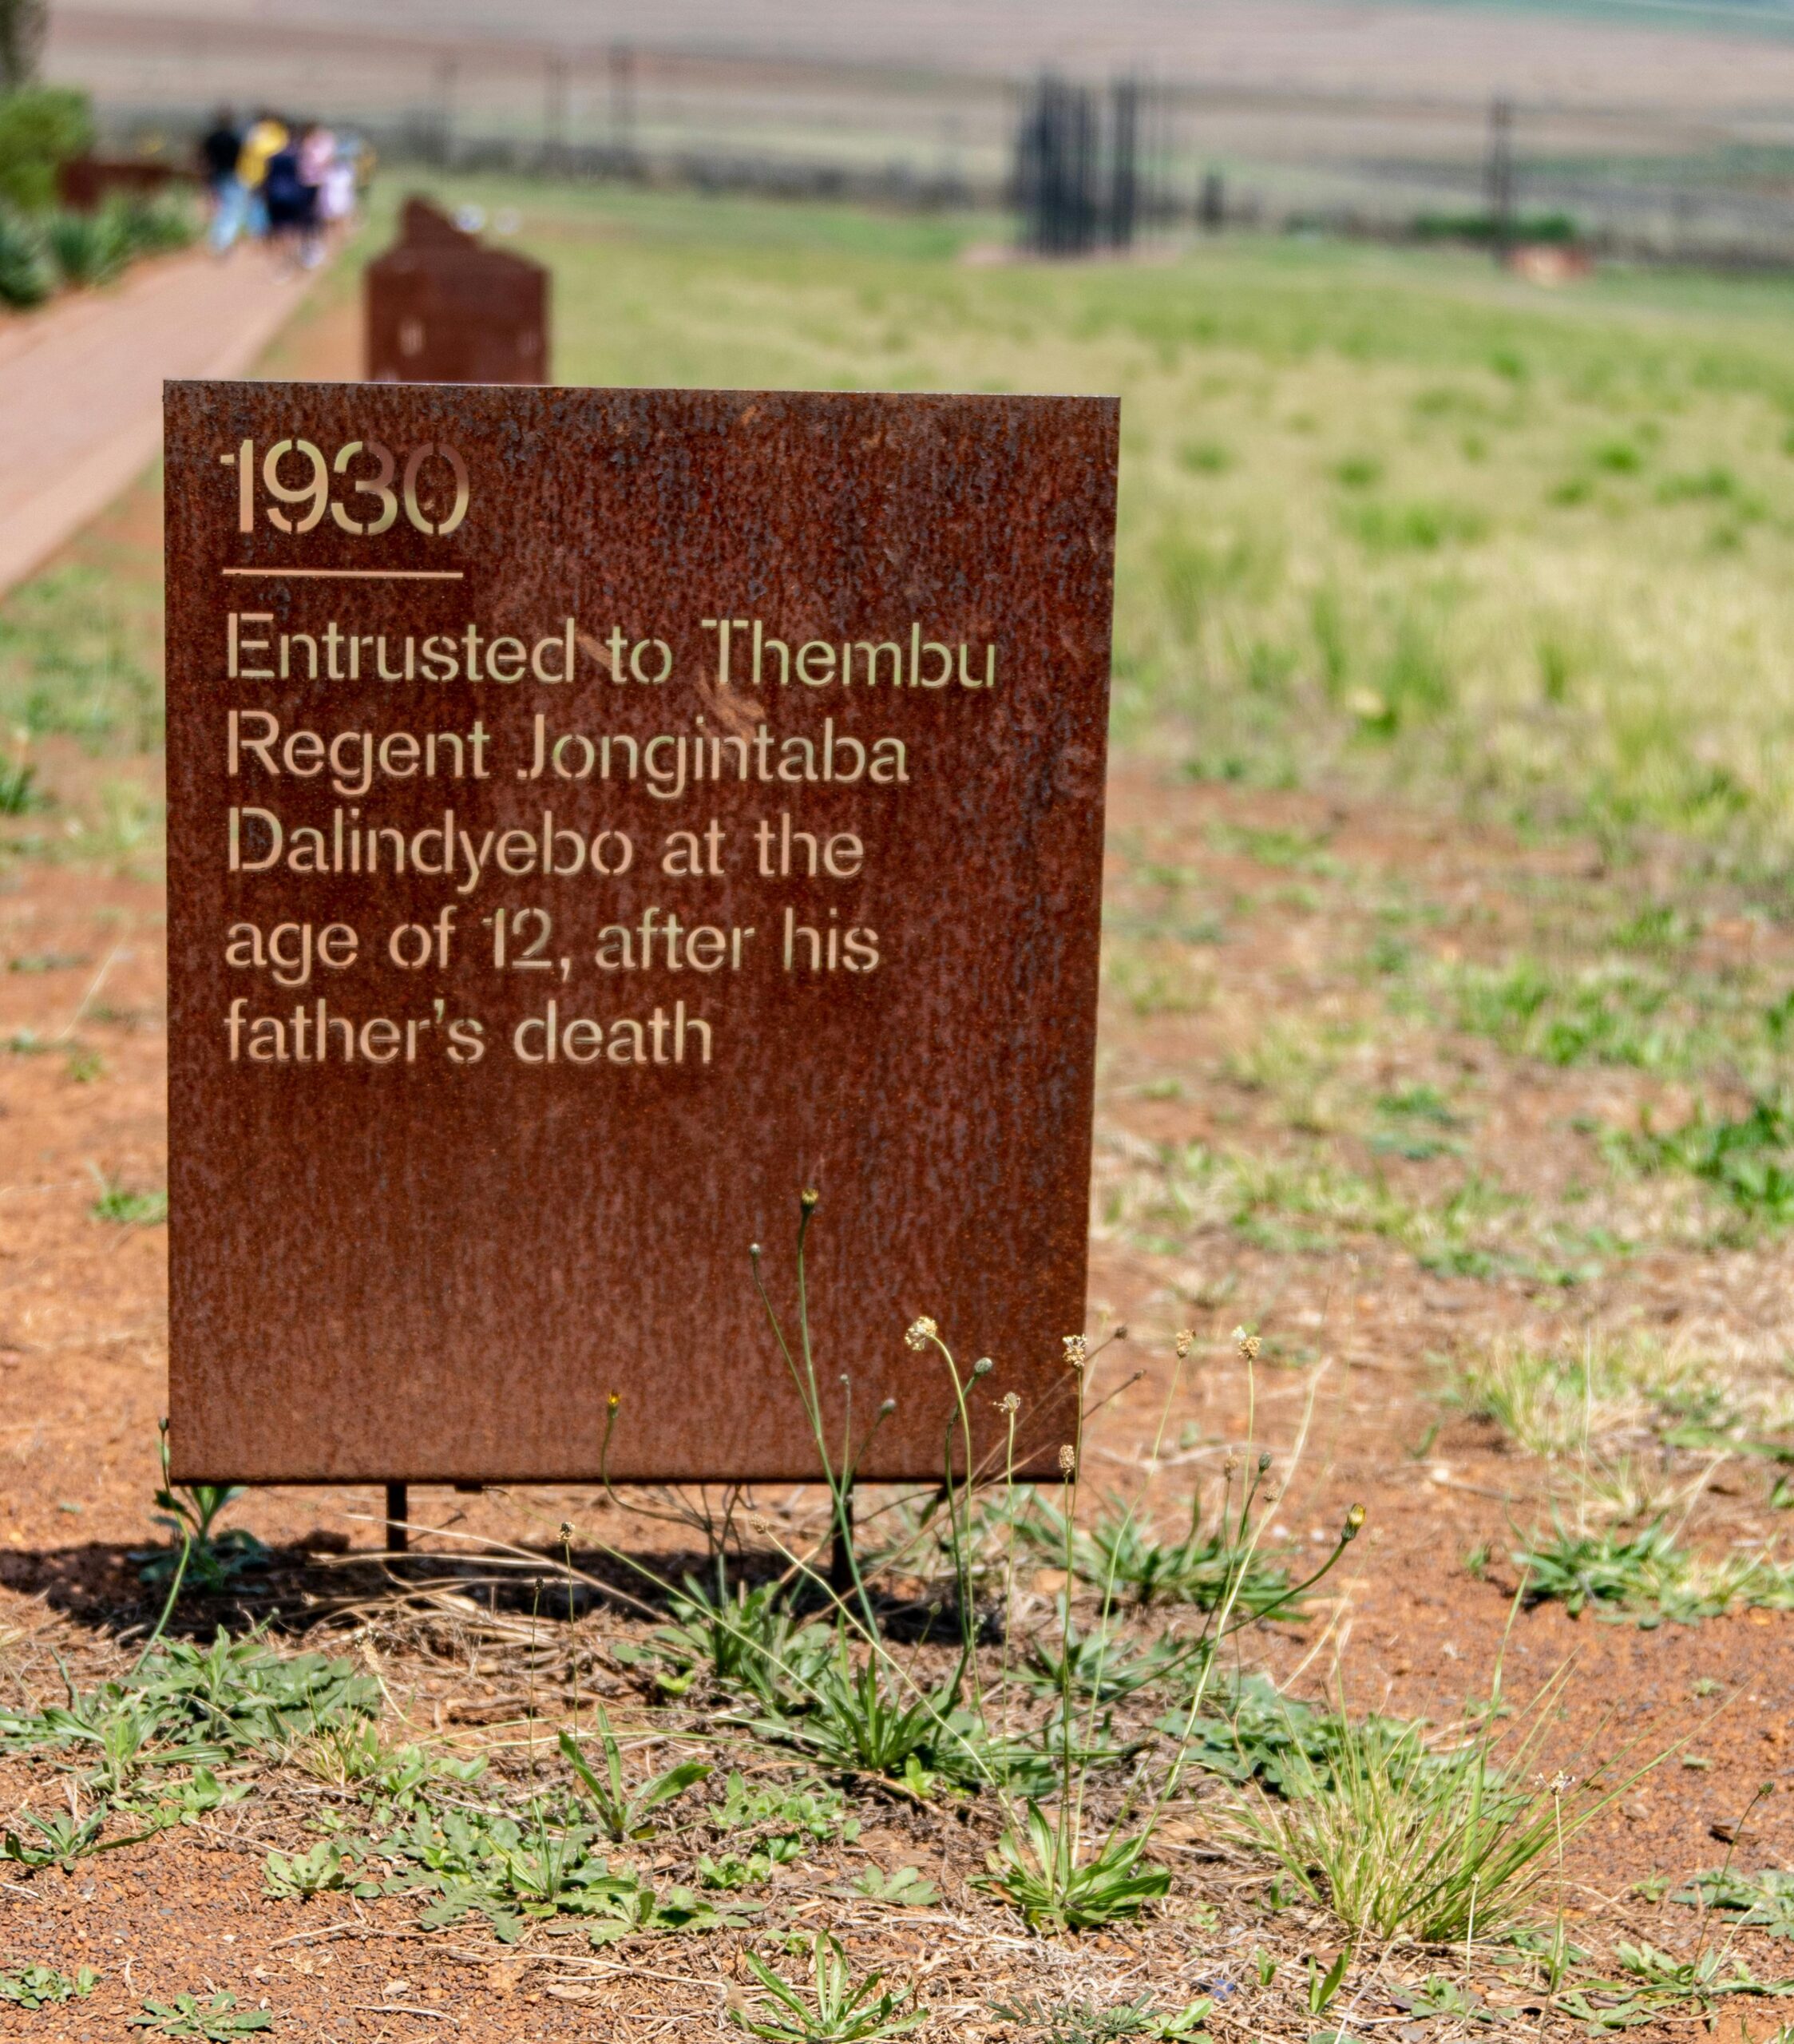 1930
Entrusted to Thembu
Regent Jongintaba
Dalindyebo at the
age of 12, after his
father's death